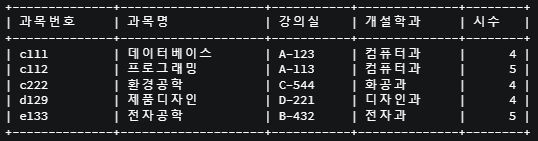 과목번호 과목명 강의실 개설학과 시수
c111 데이터베이스 A-123 컴퓨터과 4
c112 프로그래밍 A-113 컴퓨터과 5
c222 환경공학 C-544 화공과 4
d129 제품디자인 D-221 디자인과 4
e133 전자공학 B-432 전자과 5